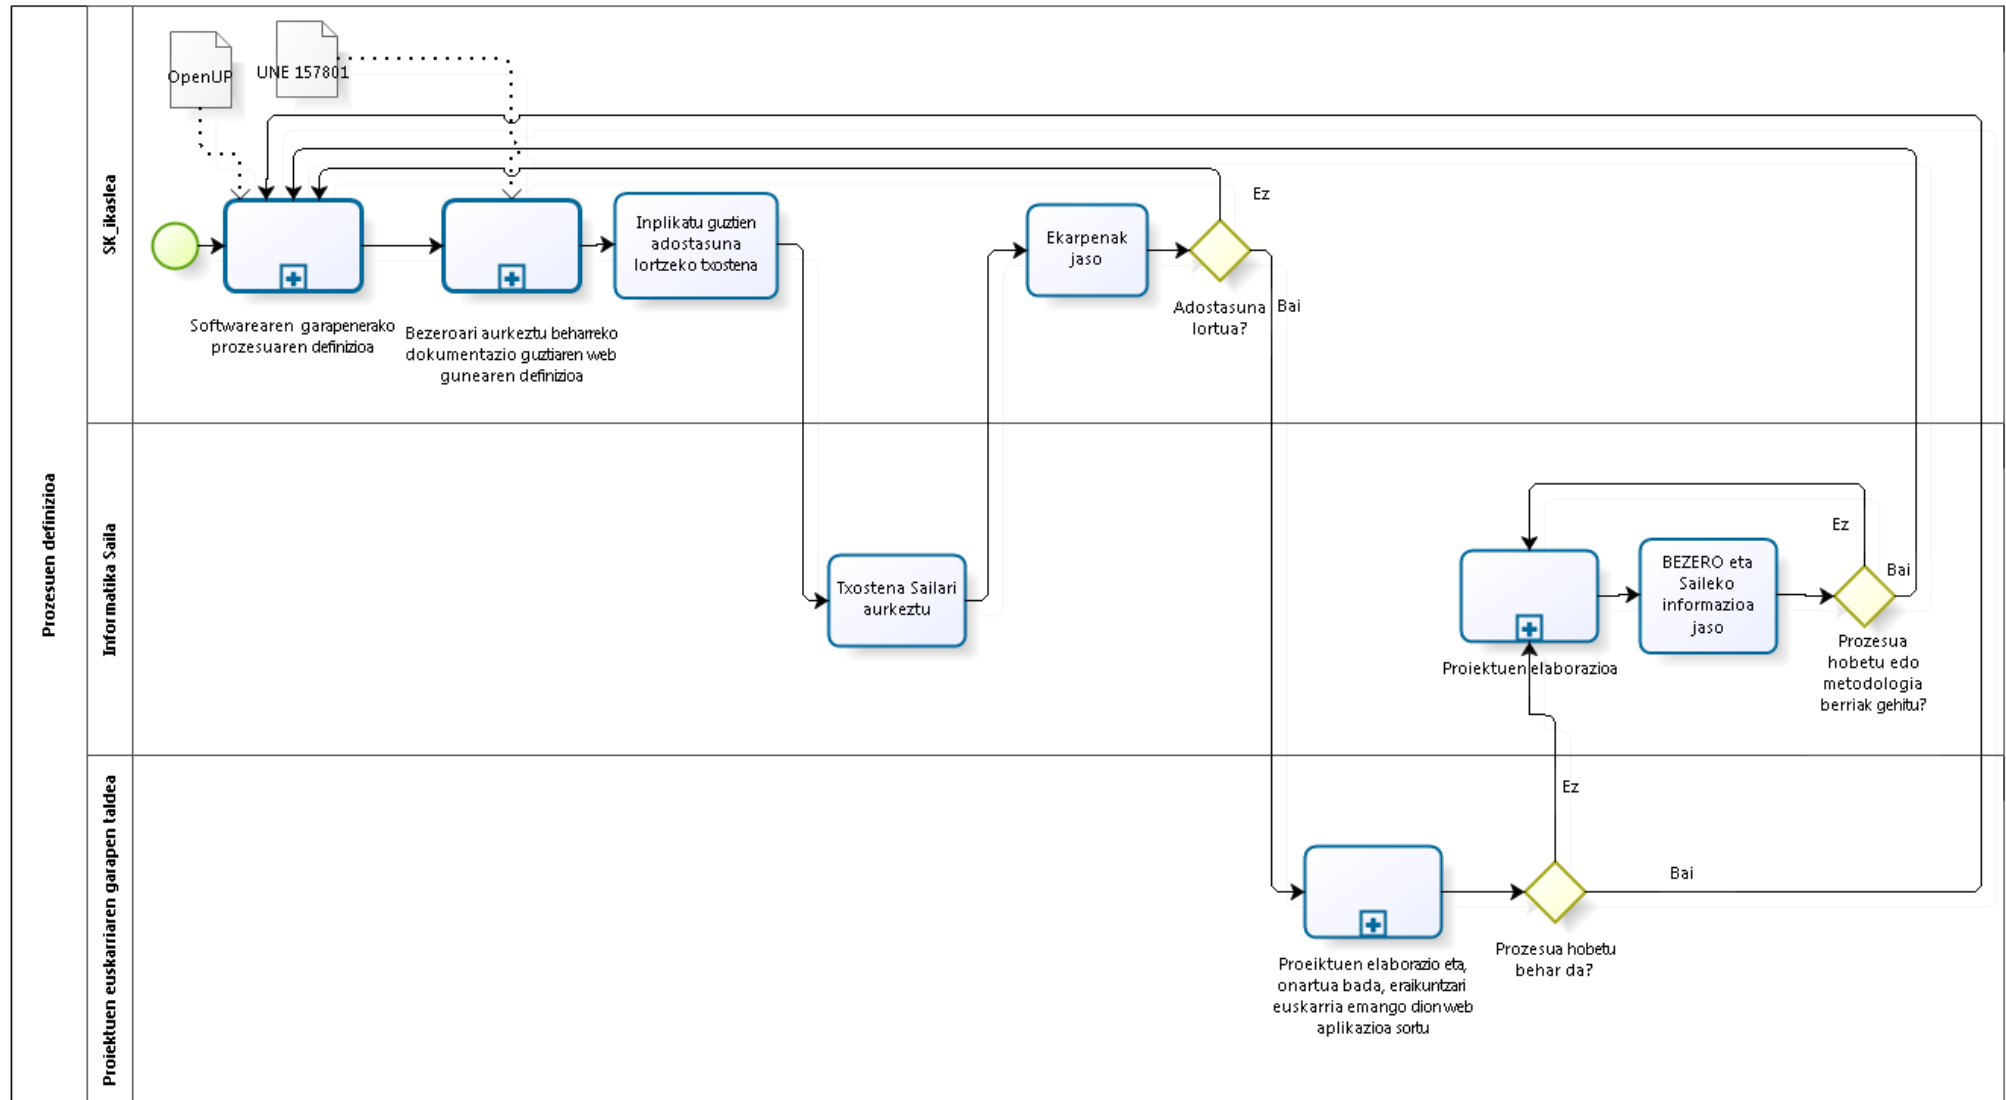 Prozesuen definizioa
SK_ikaslea
OpenUP
UNE 157801
Softwarearen garapenerako
prozesuaren definizioa
Bezeroari aurkeztu beharreko
dokumentazio guztiaren web
gunearen definizioa
Inplikatu guztien
adostasuna
lortzeko txostena
Ekarpenak
jaso
Ez
Adostasuna
lortua?
Bai
Informatika Saila
Txostena Sailari
aurkeztu
Proiektuen elaborazioa
BEZERO eta
Saileko
informazioa
jaso
Ez
Bai
Prozesua
hobetu edo
metodologia
berriak gehitu?
Proiektuen euskarriaren garapen taldea
Proeiktuen elaborazio eta,
onartua bada, eraikuntzari
euskarria emango dion web
aplikazioa sortu
Ez
Bai
Prozesua hobetu
behar da?